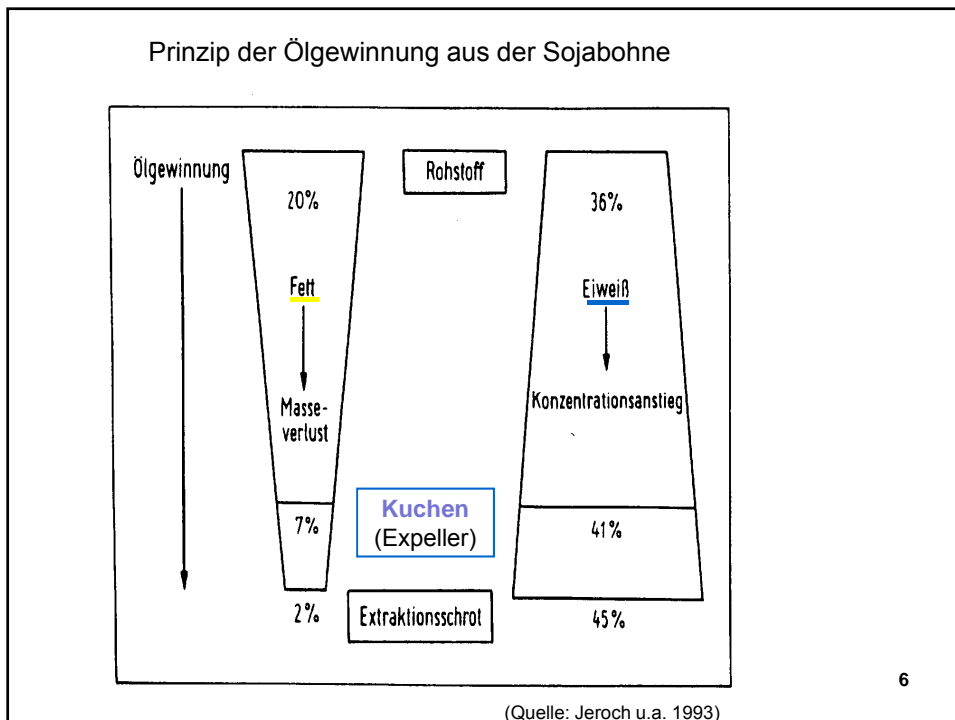 Prinzip der Ölgewinnung aus der Sojabohne
Ölgewinnung
Rohstoff
20%
36%
Fett
Eiweiß
Masse-
verlust
Konzentrationsanstieg
Kuchen
(Expeller)
7%
41%
2%
Extraktionsschrot
45%
6
(Quelle: Jeroch u.a. 1993)